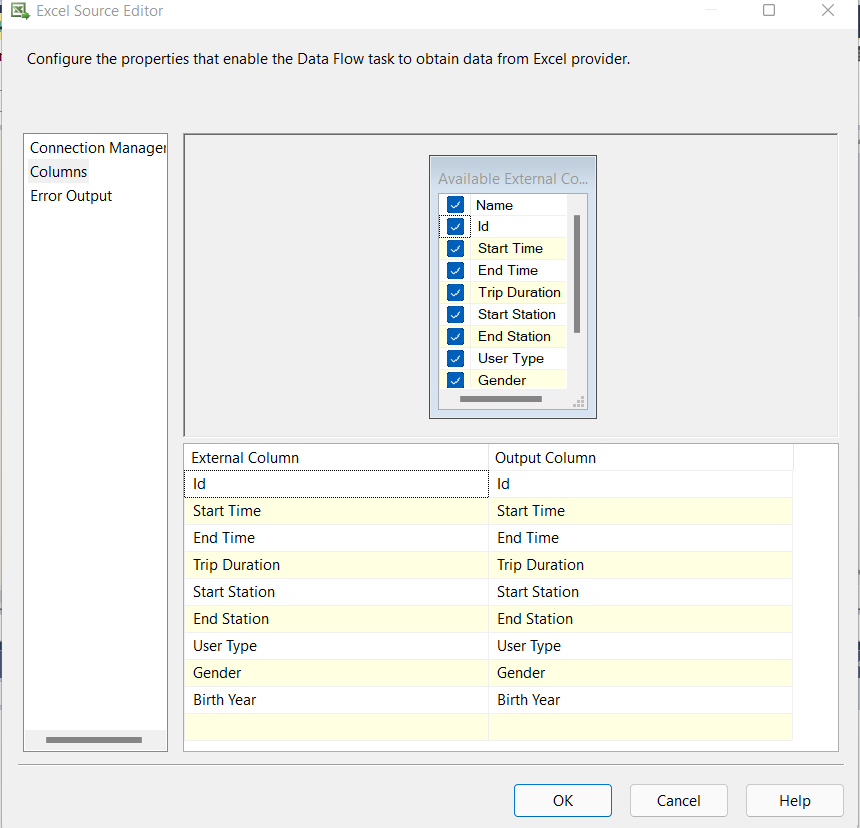 Excel Source Editor
Configure the properties that enable the Data Flow task to obtain data from Excel provider.
Connection Manager
Columns
Error Output
Available External Co...
Name
Id
Start Time
End Time
Trip Duration
Start Station
End Station
User Type
Gender
External Column Output Column
Id Id
Start Time Start Time
End Time End Time
Trip Duration Trip Duration
Start Station Start Station
End Station End Station
User Type User Type
Gender Gender
Birth Year Birth Year
OK Cancel Help